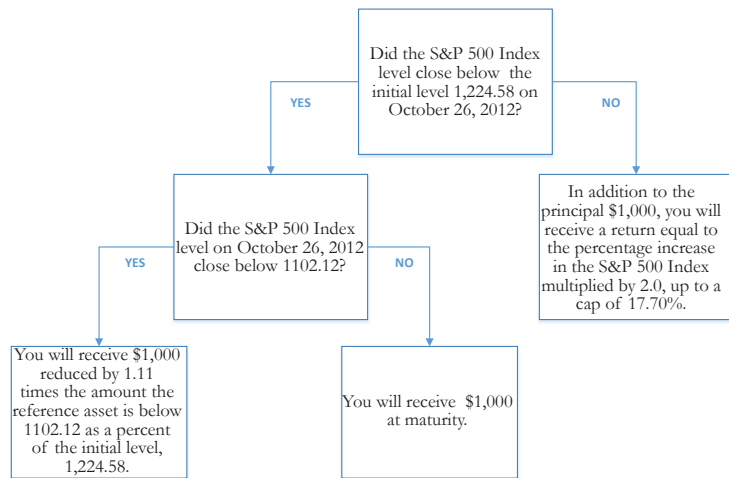 Did the S&P 500 Index
level close below the
initial level 1,224.58 on
October 26, 2012?
YES
NO
Did the S&P 500 Index
level on October 26, 2012
close below 1102.12?
In addition to the
principal $1,000, you will
receive a return equal to
the percentage increase
in the S&P 500 Index
multiplied by 2.0, up to a
cap of 17.70%.
YES
NO
You will receive $1,000
reduced by 1.11
times the amount the
reference asset is below
1102.12 as a percent
of the initial level,
1,224.58.
You will receive $1,000
at maturity.